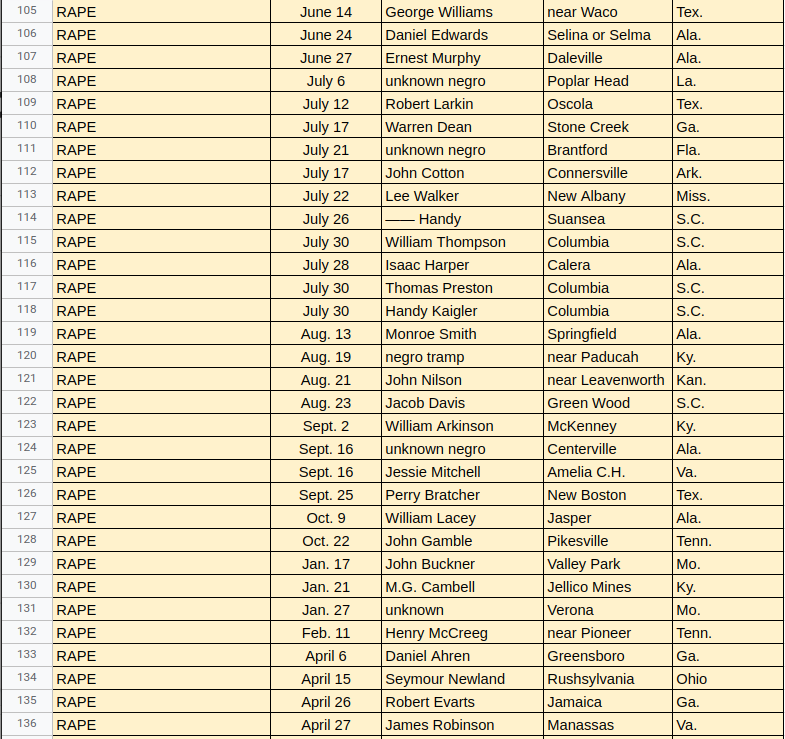 105 RAPE June 14 George Williams near Waco Tex.
106 RAPE June 24 Daniel Edwards Selina or Selma Ala.
107 RAPE June 27 Ernest Murphy Daleville Ala.
108 RAPE July 6 unknown negro Poplar Head La.
109 RAPE July 12 Robert Larkin Oscola Tex.
110 RAPE July 17 Warren Dean Stone Creek Ga.
111 RAPE July 21 unknown negro Brantford Fla.
112 RAPE July 17 John Cotton Connersville Ark.
113 RAPE July 22 Lee Walker New Albany Miss.
114 RAPE July 26 —— Handy Suansea S.C.
115 RAPE July 30 William Thompson Columbia S.C.
116 RAPE July 28 Isaac Harper Calera Ala.
117 RAPE July 30 Thomas Preston Columbia S.C.
118 RAPE July 30 Handy Kaigler Columbia S.C.
119 RAPE Aug. 13 Monroe Smith Springfield Ala.
120 RAPE Aug. 19 negro tramp near Paducah Ky.
121 RAPE Aug. 21 John Nilson near Leavenworth Kan.
122 RAPE Aug. 23 Jacob Davis Green Wood S.C.
123 RAPE Sept. 2 William Arkinson McKenney Ky.
124 RAPE Sept. 16 unknown negro Centerville Ala.
125 RAPE Sept. 16 Jessie Mitchell Amelia C.H. Va.
126 RAPE Sept. 25 Perry Bratcher New Boston Tex.
127 RAPE Oct. 9 William Lacey Jasper Ala.
128 RAPE Oct. 22 John Gamble Pikesville Tenn.
129 RAPE Jan. 17 John Buckner Valley Park Mo.
130 RAPE Jan. 21 M.G. Cambell Jellico Mines Ky.
131 RAPE Jan. 27 unknown Verona Mo.
132 RAPE Feb. 11 Henry McCreeg near Pioneer Tenn.
133 RAPE April 6 Daniel Ahren Greensboro Ga.
134 RAPE April 15 Seymour Newland Rushsylvania Ohio
135 RAPE April 26 Robert Evarts Jamaica Ga.
136 RAPE April 27 James Robinson Manassas Va.